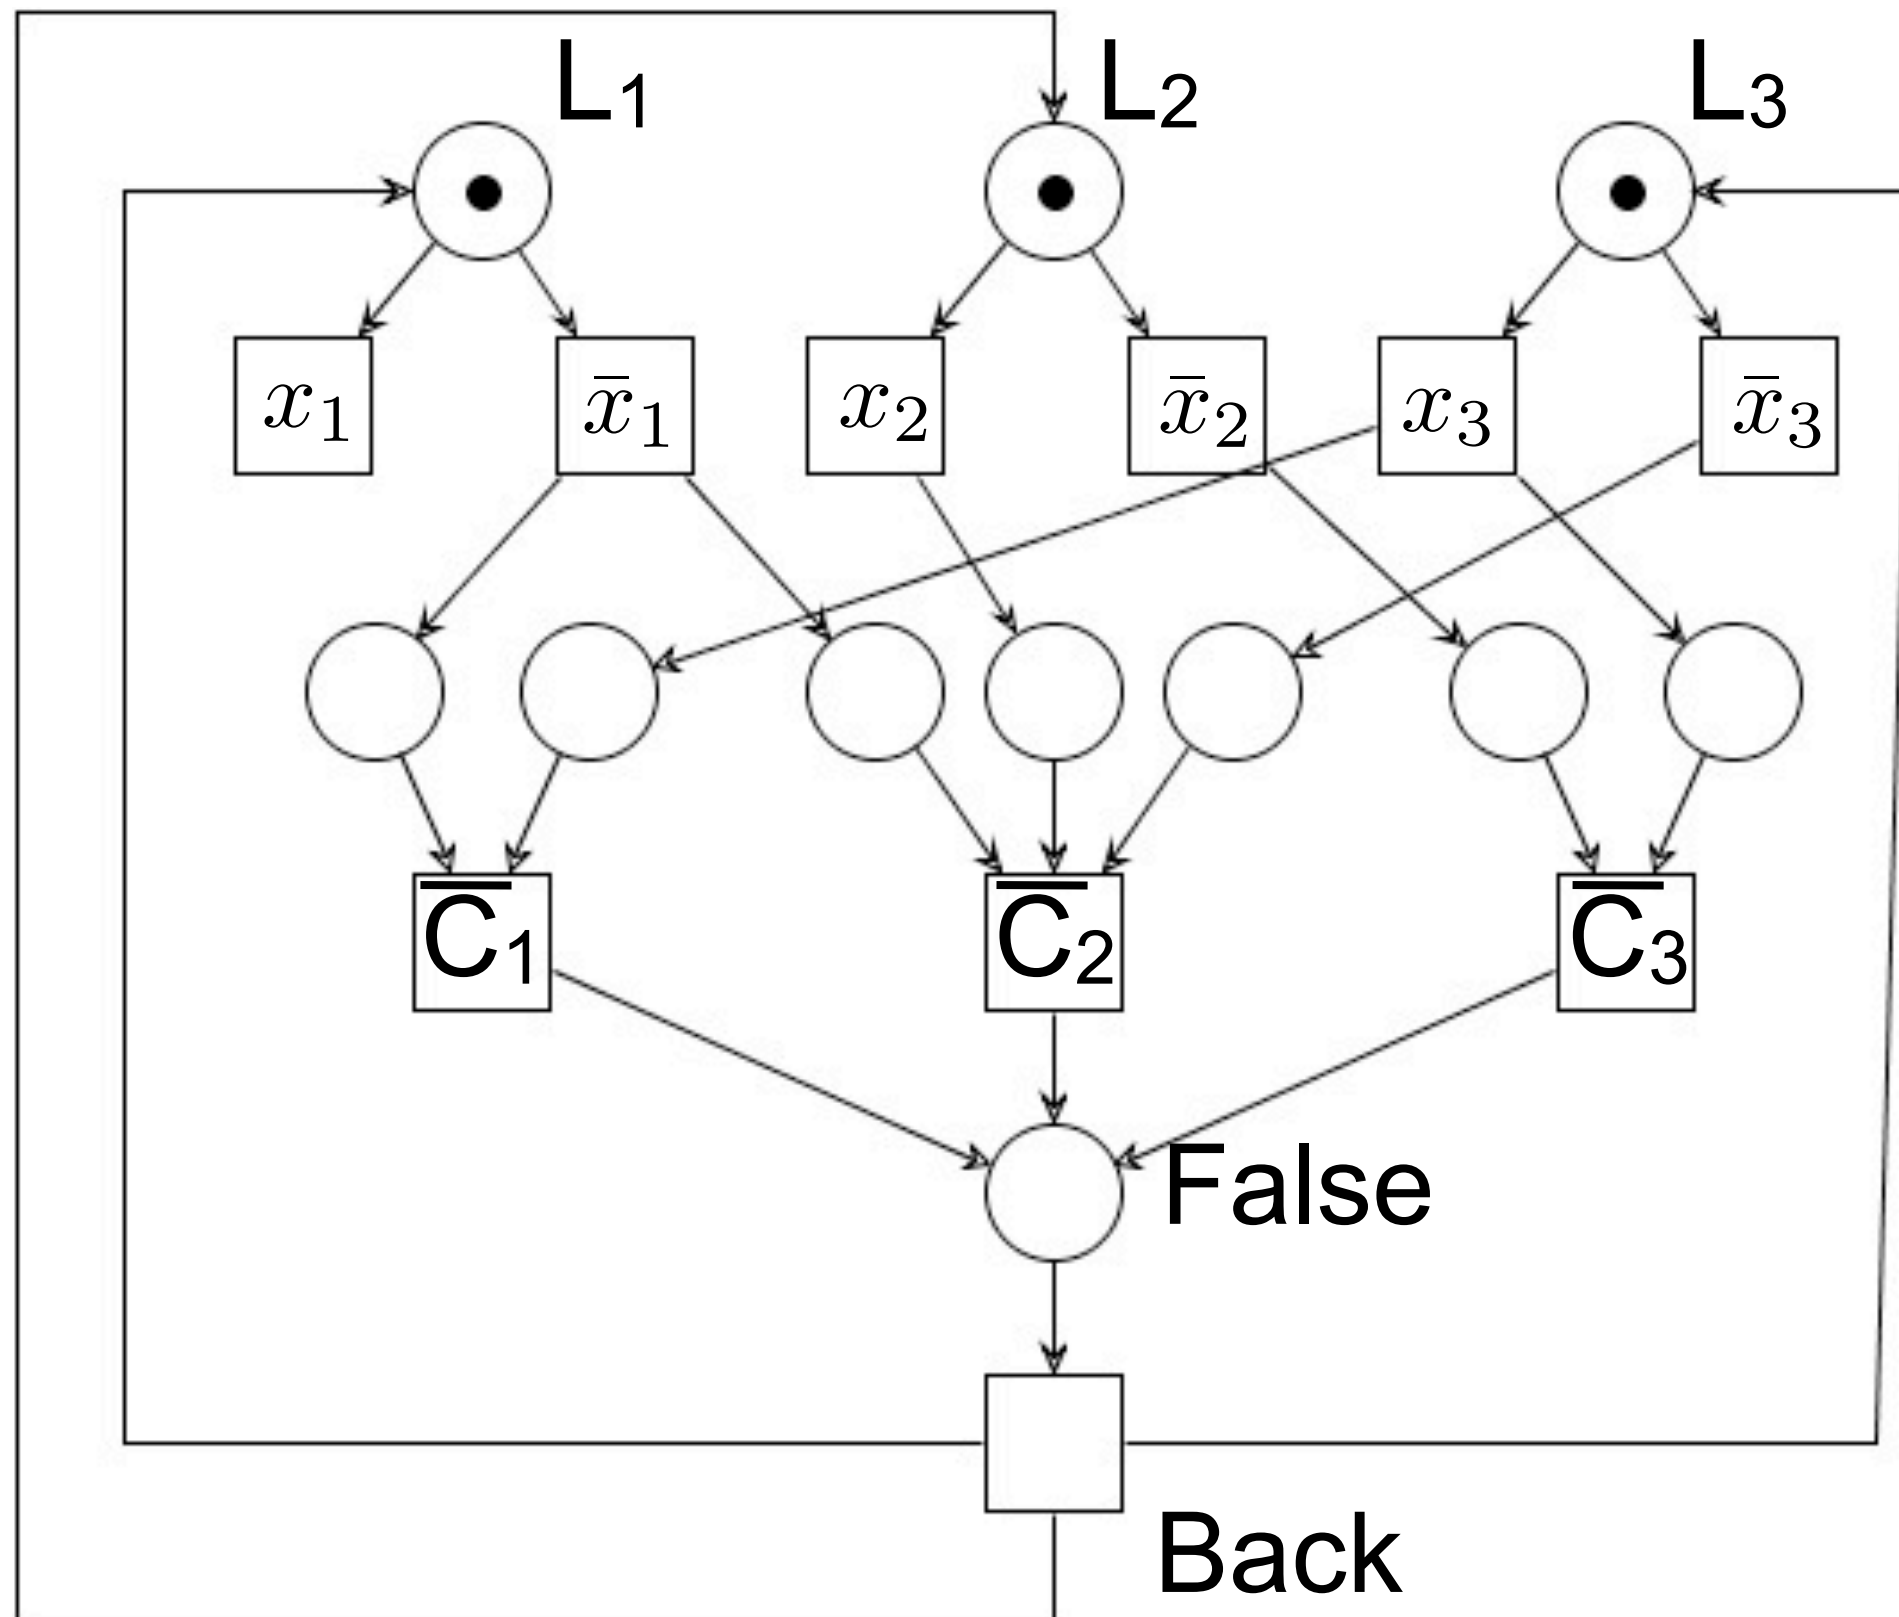 L₁ L₂ L₃
x₁ x̄₁ x₂ x̄₂ x₃ x̄₃
C̅₁ C̅₂ C̅₃
False
Back